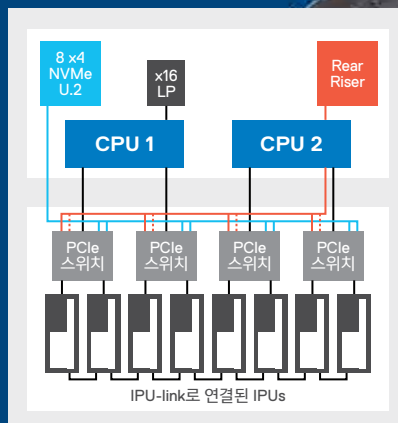 8 x4
NVMe
U.2
x16
LP
Rear
Riser
CPU 1
CPU 2
PCIe
스위치
PCIe
스위치
PCIe
스위치
PCIe
스위치
IPU-link로 연결된 IPUs